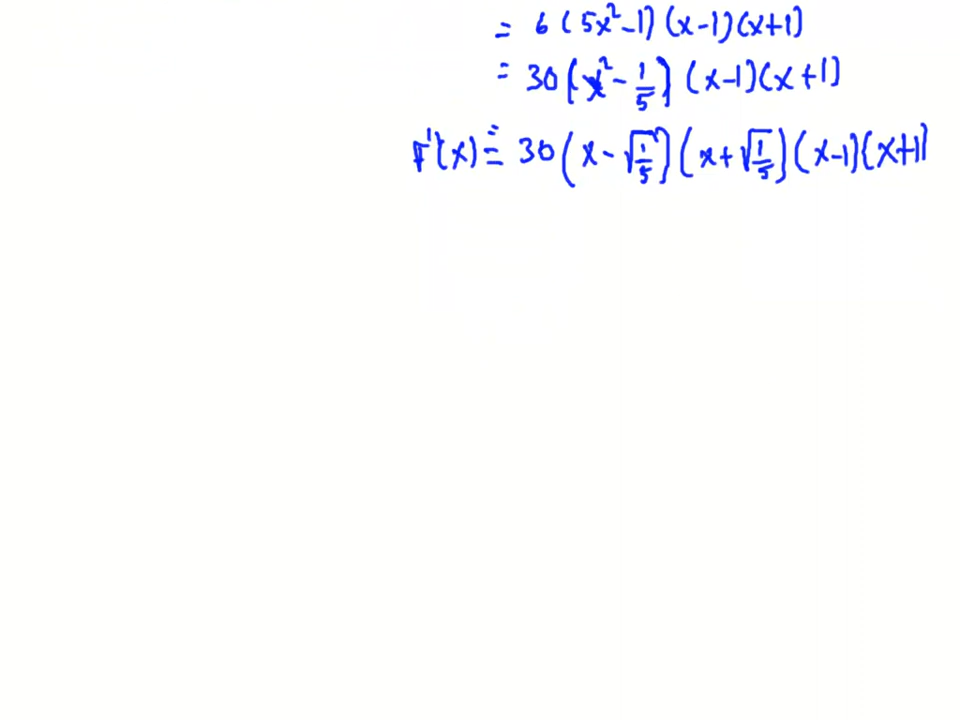 = 6 (5x²-1) (x-1)(x+1)
= 30(x²-1/5) (x-1)(x+1)
f'(x) = 30(x-√1/5)(x+√1/5)(x-1)(x+1)